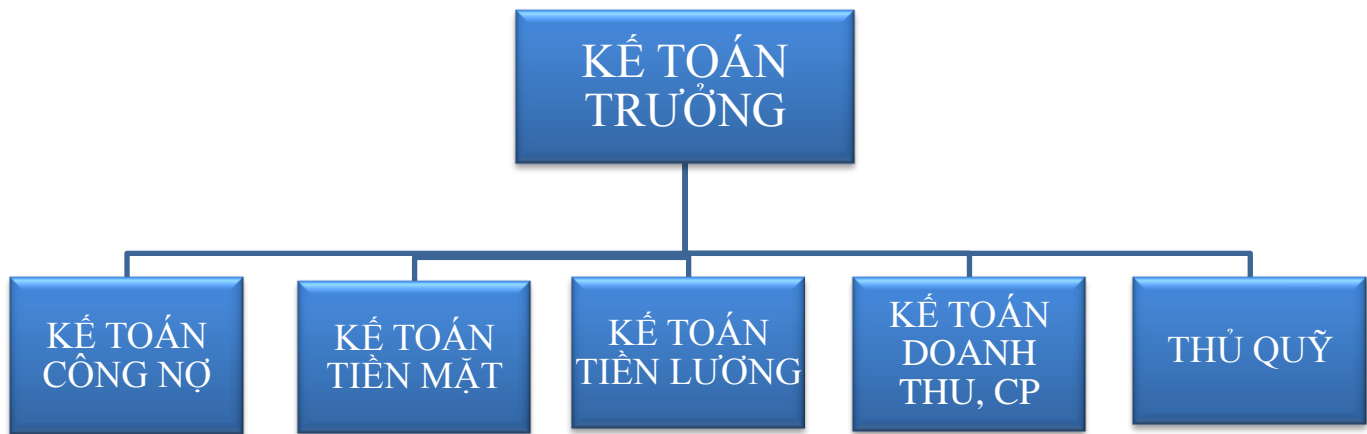 KẾ TOÁN
TRƯỞNG
KẾ TOÁN
CÔNG NỢ
KẾ TOÁN
TIỀN MẶT
KẾ TOÁN
TIỀN LƯƠNG
KẾ TOÁN
DOANH
THU, CP
THỦ QUỸ